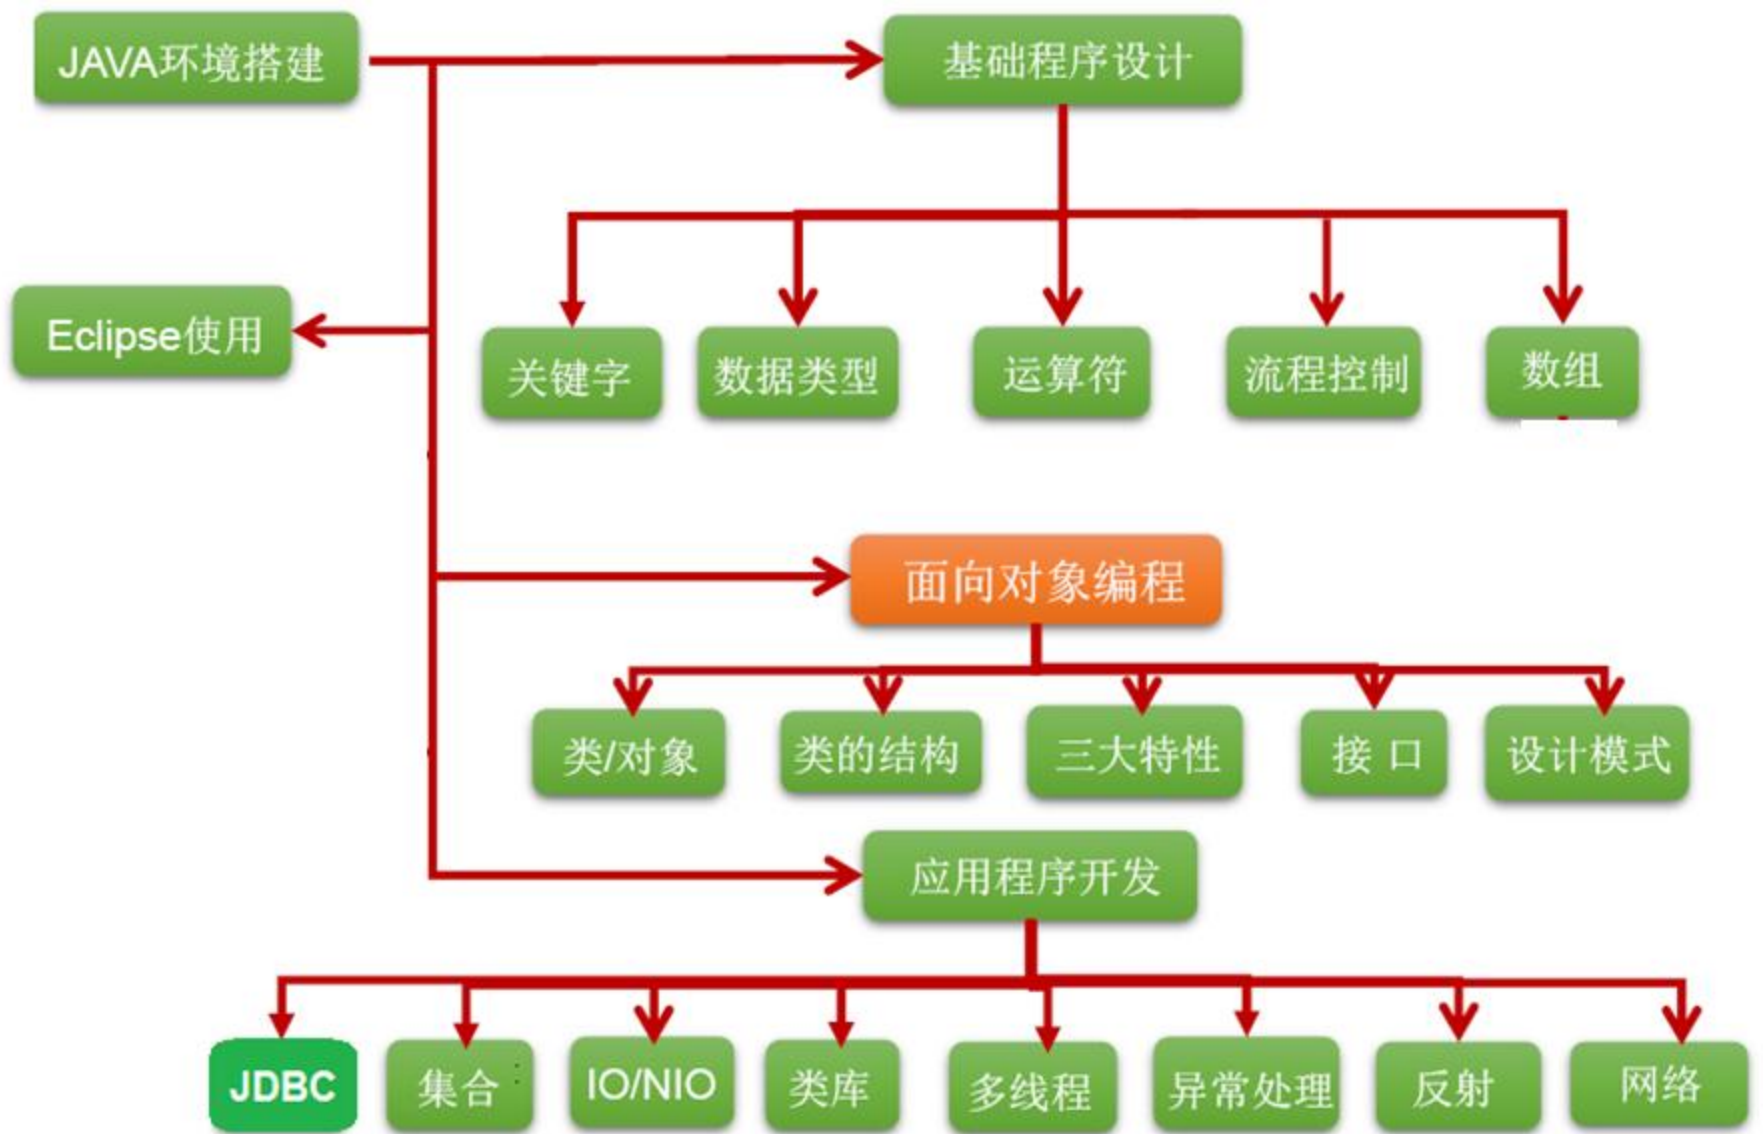 JAVA环境搭建
基础程序设计
Eclipse使用
关键字
数据类型
运算符
流程控制
数组
面向对象编程
类/对象
类的结构
三大特性
接 口
设计模式
应用程序开发
JDBC
集合
IO/NIO
类库
多线程
异常处理
反射
网络